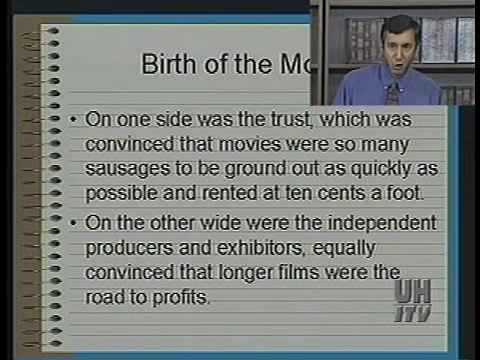 Birth of the Mo
• On one side was the trust, which was
convinced that movies were so many
sausages to be ground out as quickly as
possible and rented at ten cents a foot.
• On the other wide were the independent
producers and exhibitors, equally
convinced that longer films were the
road to profits.
UH
ITV